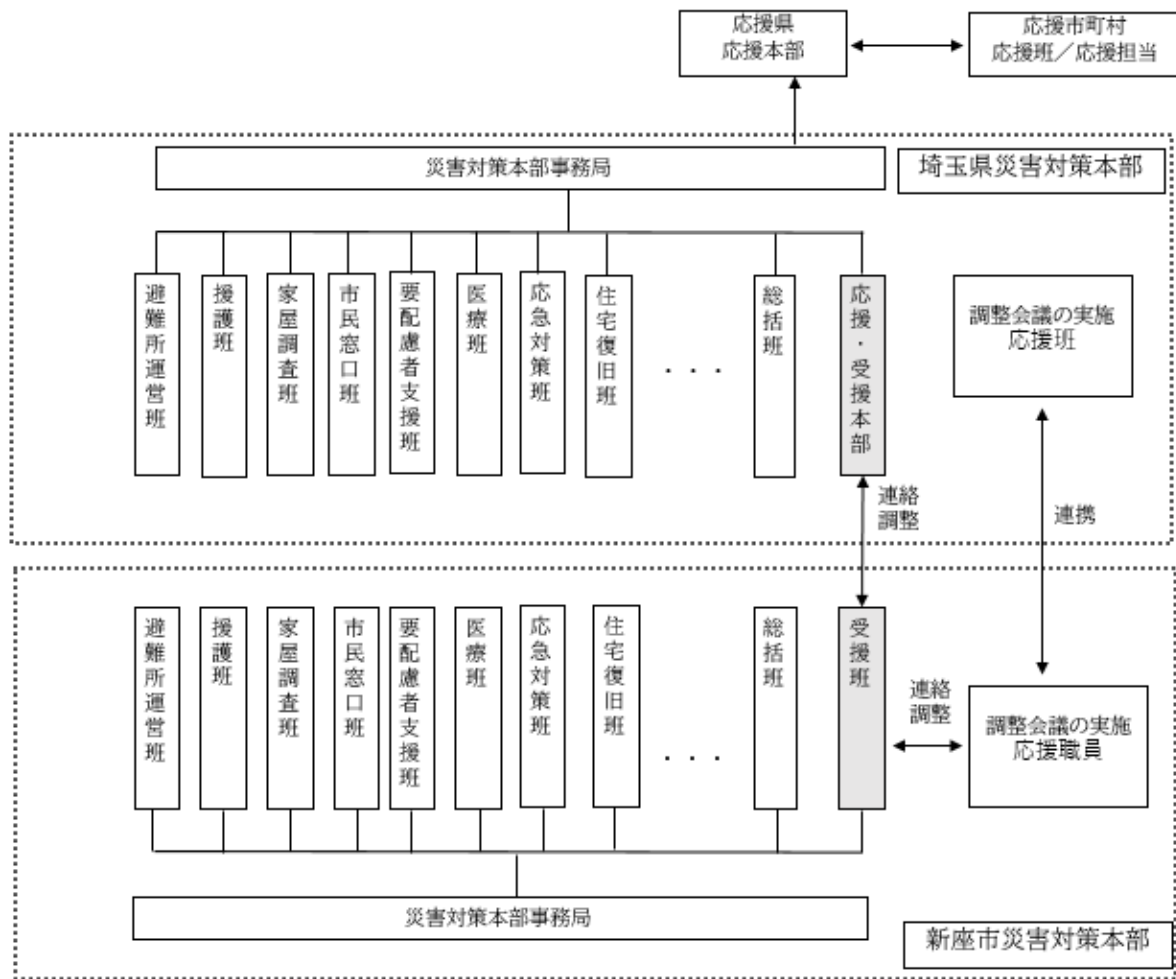 応援県
応援本部
応援市町村
応援班／応援担当
災害対策本部事務局
埼玉県災害対策本部
避難所運営班
援護班
家屋調査班
市民窓口班
要配慮者支援班
医療班
応急対策班
住宅復旧班
・・・
総括班
応援・受援本部
調整会議の実施
応援班
連絡
調整
連携
避難所運営班
援護班
家屋調査班
市民窓口班
要配慮者支援班
医療班
応急対策班
住宅復旧班
・・・
総括班
受援班
連絡
調整
調整会議の実施
応援職員
災害対策本部事務局
新座市災害対策本部